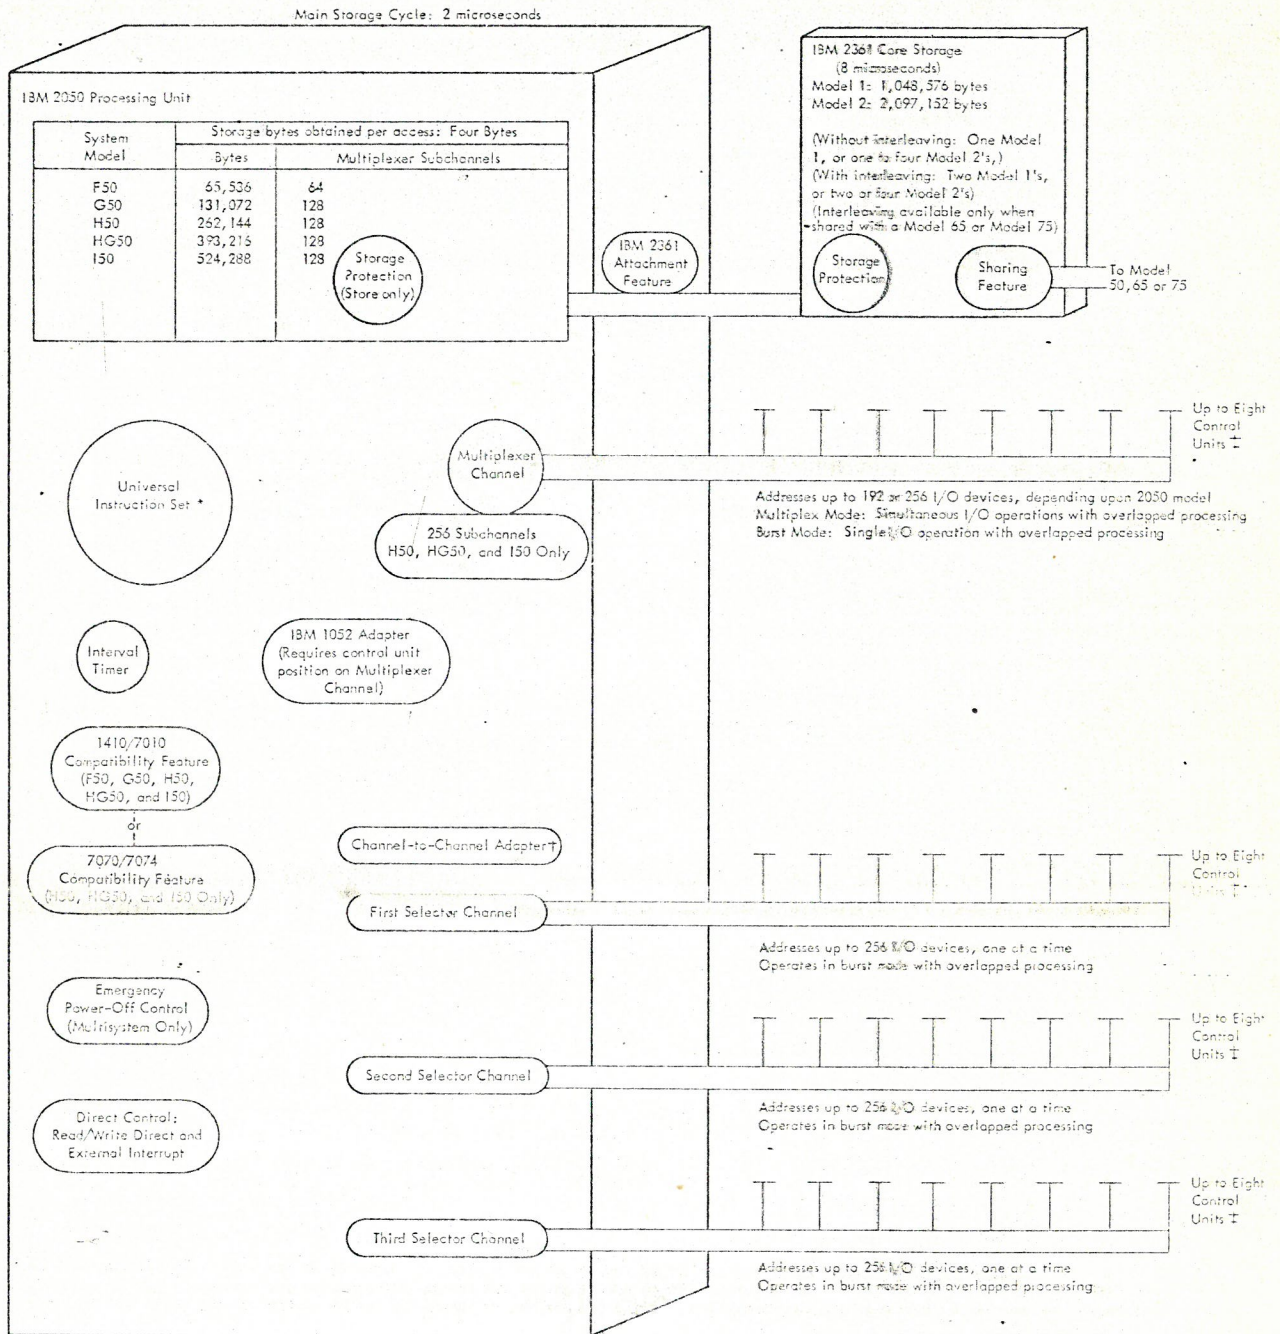 Main Storage Cycle: 2 microseconds
IBM 2050 Processing Unit
System Model
Storage bytes obtained per access: Four Bytes
Bytes
Multiplexer Subchannels
F50 65,536 64
G50 131,072 128
H50 262,144 128
HG50 393,216 128
I50 524,288 128
Storage
Protection
(Store only)
IBM 2361
Attachment
Feature
IBM 2361 Core Storage
(8 microseconds)
Model 1: 1,048,576 bytes
Model 2: 2,097,152 bytes
(Without interleaving: One Model
1, or one to four Model 2's,)
(With interleaving: Two Model 1's,
or two or four Model 2's)
(Interleaving available only when
shared with a Model 65 or Model 75)
Storage
Protection
Sharing
Feature
To Model
50, 65 or 75
Universal
Instruction Set *
Multiplexer
Channel
256 Subchannels
H50, HG50, and I50 Only
Up to Eight
Control
Units ‡
Addresses up to 192 or 256 I/O devices, depending upon 2050 model
Multiplex Mode: Simultaneous I/O operations with overlapped processing
Burst Mode: Single I/O operation with overlapped processing
Interval
Timer
IBM 1052 Adapter
(Requires control unit
position on Multiplexer
Channel)
1410/7010
Compatibility Feature
(F50, G50, H50,
HG50, and I50)
or
7070/7074
Compatibility Feature
(H50, HG50, and I50 Only)
Channel-to-Channel Adapter†
First Selector Channel
Up to Eight
Control
Units ‡
Addresses up to 256 I/O devices, one at a time
Operates in burst mode with overlapped processing
Emergency
Power-Off Control
(Multisystem Only)
Second Selector Channel
Up to Eight
Control
Units ‡
Addresses up to 256 I/O devices, one at a time
Operates in burst mode with overlapped processing
Direct Control:
Read/Write Direct and
External Interrupt
Third Selector Channel
Up to Eight
Control
Units ‡
Addresses up to 256 I/O devices, one at a time
Operates in burst mode with overlapped processing